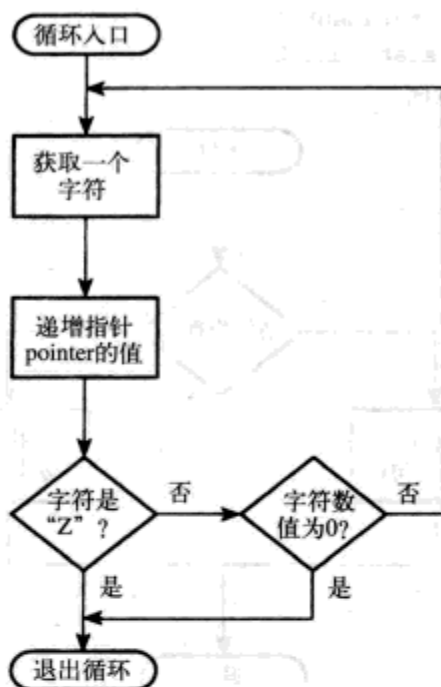 循环入口
获取一个
字符
递增指针
pointer的值
字符是
“Z”？
否
字符数
值为0?
否
是
是
退出循环